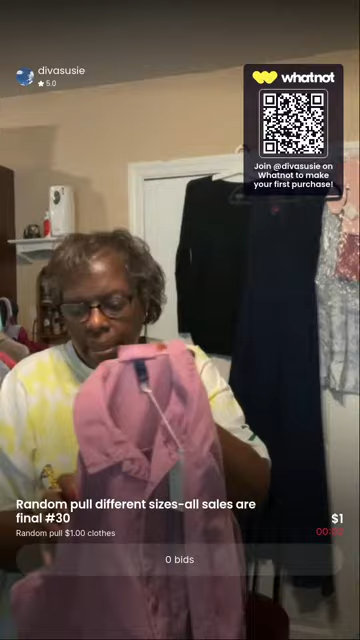 divasusie
★ 5.0
whatnot
Join @divasusie on
Whatnot to make
your first purchase!
Random pull different sizes-all sales are
final #30
$1
Random pull $1.00 clothes
0 bids